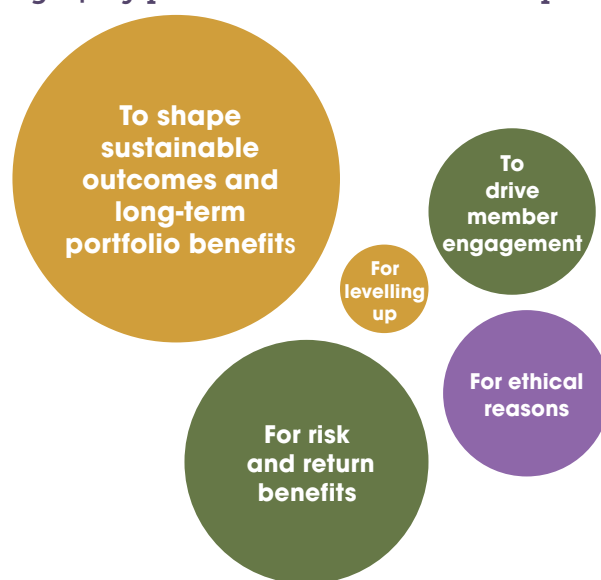 To shape
sustainable
outcomes and
long-term
portfolio benefits
To
drive
member
engagement
For
levelling
up
For ethical
reasons
For risk
and return
benefits